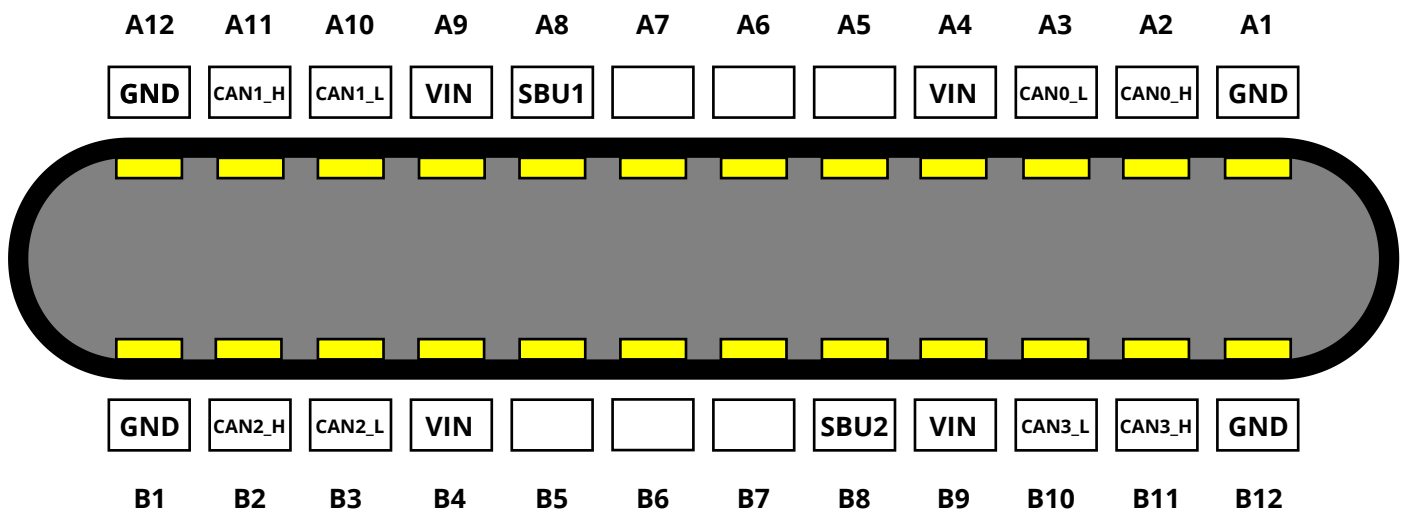 A12 A11 A10 A9 A8 A7 A6 A5 A4 A3 A2 A1
GND CAN1_H CAN1_L VIN SBU1 VIN CAN0_L CAN0_H GND
GND CAN2_H CAN2_L VIN SBU2 VIN CAN3_L CAN3_H GND
B1 B2 B3 B4 B5 B6 B7 B8 B9 B10 B11 B12